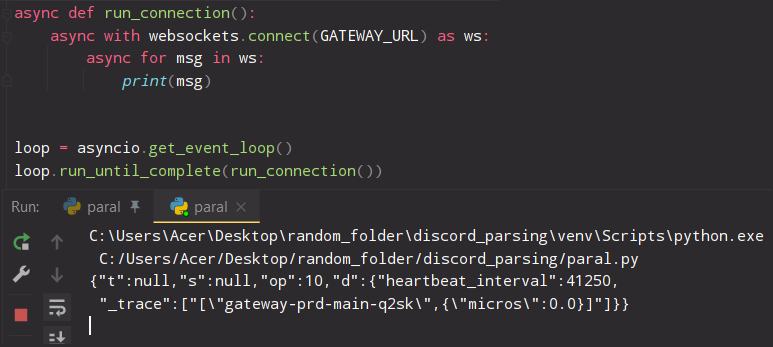 async def run_connection():
    async with websockets.connect(GATEWAY_URL) as ws:
        async for msg in ws:
            print(msg)
loop = asyncio.get_event_loop()
loop.run_until_complete(run_connection())
Run: paral paral
C:\Users\Acer\Desktop\random_folder\discord_parsing\venv\Scripts\python.exe
 C:/Users/Acer/Desktop/random_folder/discord_parsing/paral.py
{"t":null,"s":null,"op":10,"d":{"heartbeat_interval":41250,
 "_trace":["[\"gateway-prd-main-q2sk\",{\"micros\":0.0}]"]}}